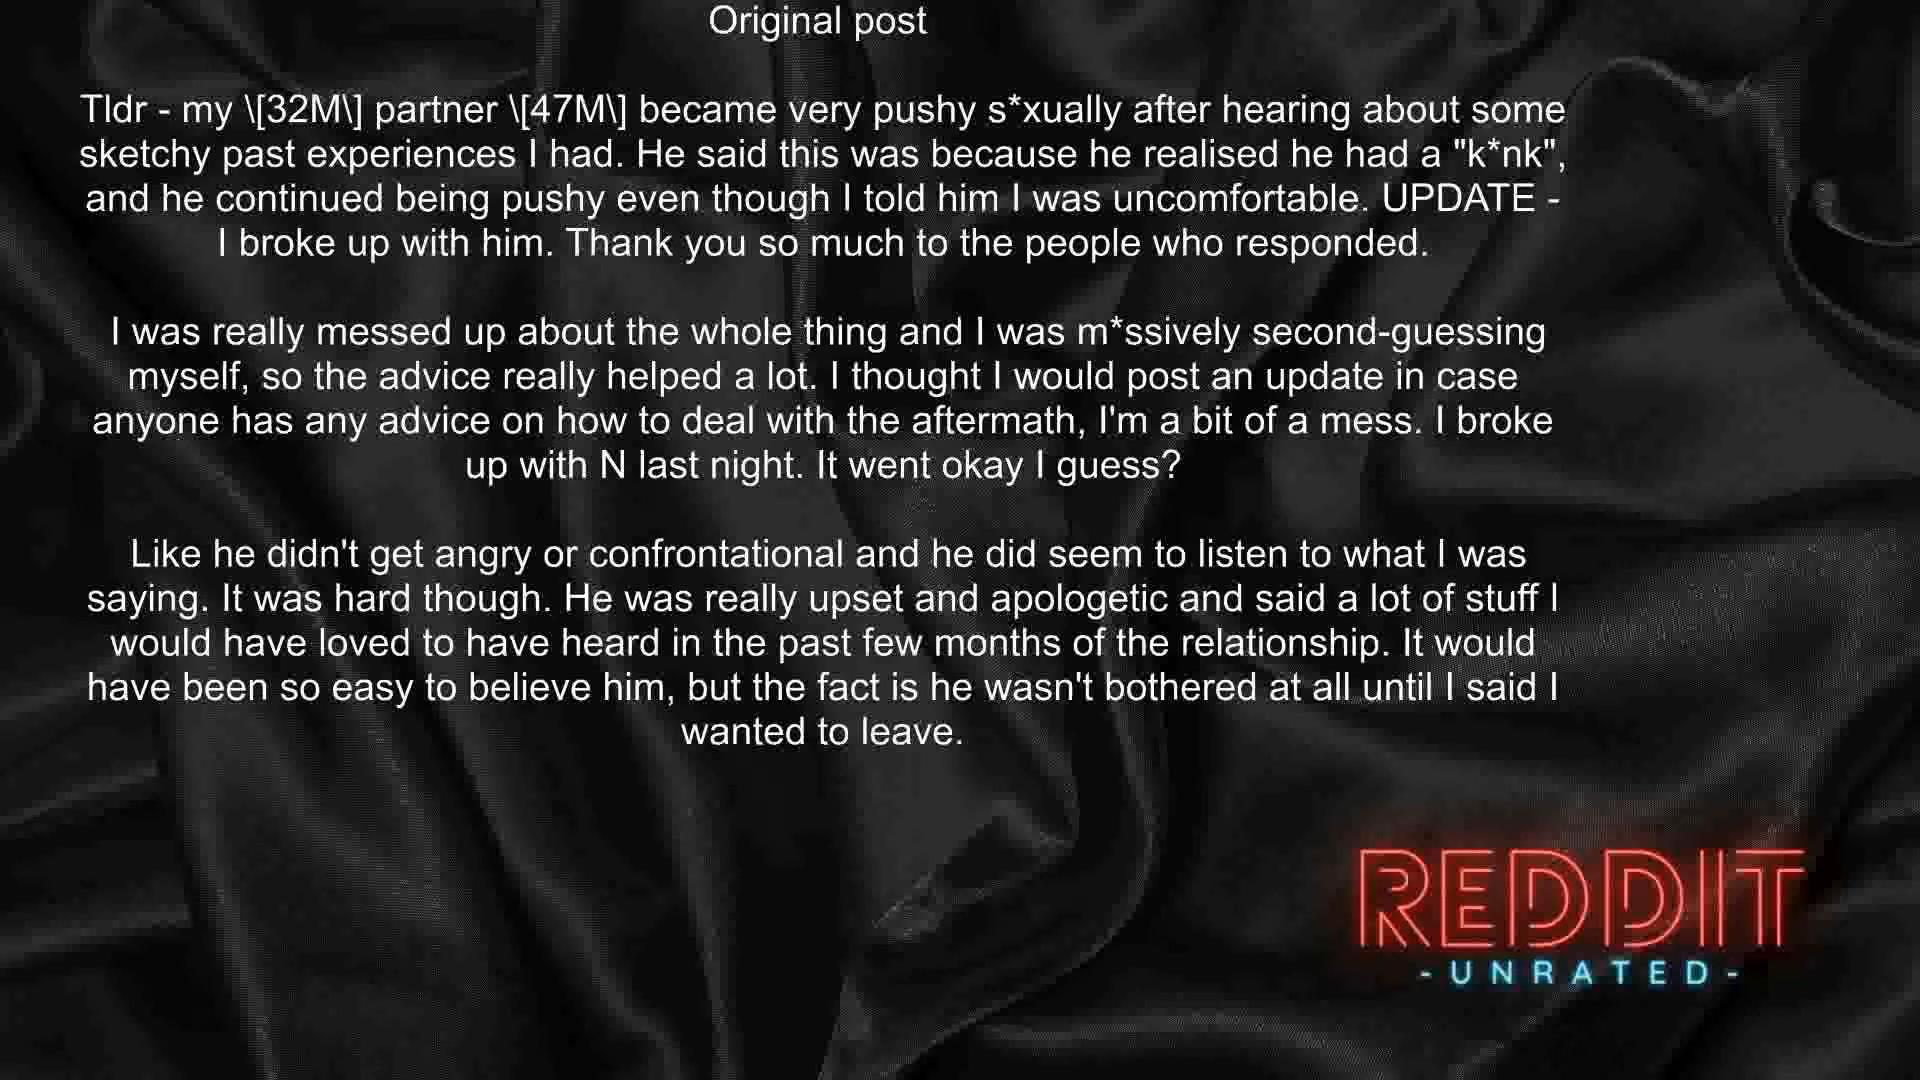 Original post
Tldr - my \[32M\] partner \[47M\] became very pushy s*xually after hearing about some
sketchy past experiences I had. He said this was because he realised he had a "k*nk",
and he continued being pushy even though I told him I was uncomfortable. UPDATE -
I broke up with him. Thank you so much to the people who responded.
I was really messed up about the whole thing and I was m*ssively second-guessing
myself, so the advice really helped a lot. I thought I would post an update in case
anyone has any advice on how to deal with the aftermath, I'm a bit of a mess. I broke
up with N last night. It went okay I guess?
Like he didn't get angry or confrontational and he did seem to listen to what I was
saying. It was hard though. He was really upset and apologetic and said a lot of stuff I
would have loved to have heard in the past few months of the relationship. It would
have been so easy to believe him, but the fact is he wasn't bothered at all until I said I
wanted to leave.
REDDIT
-UNRATED-